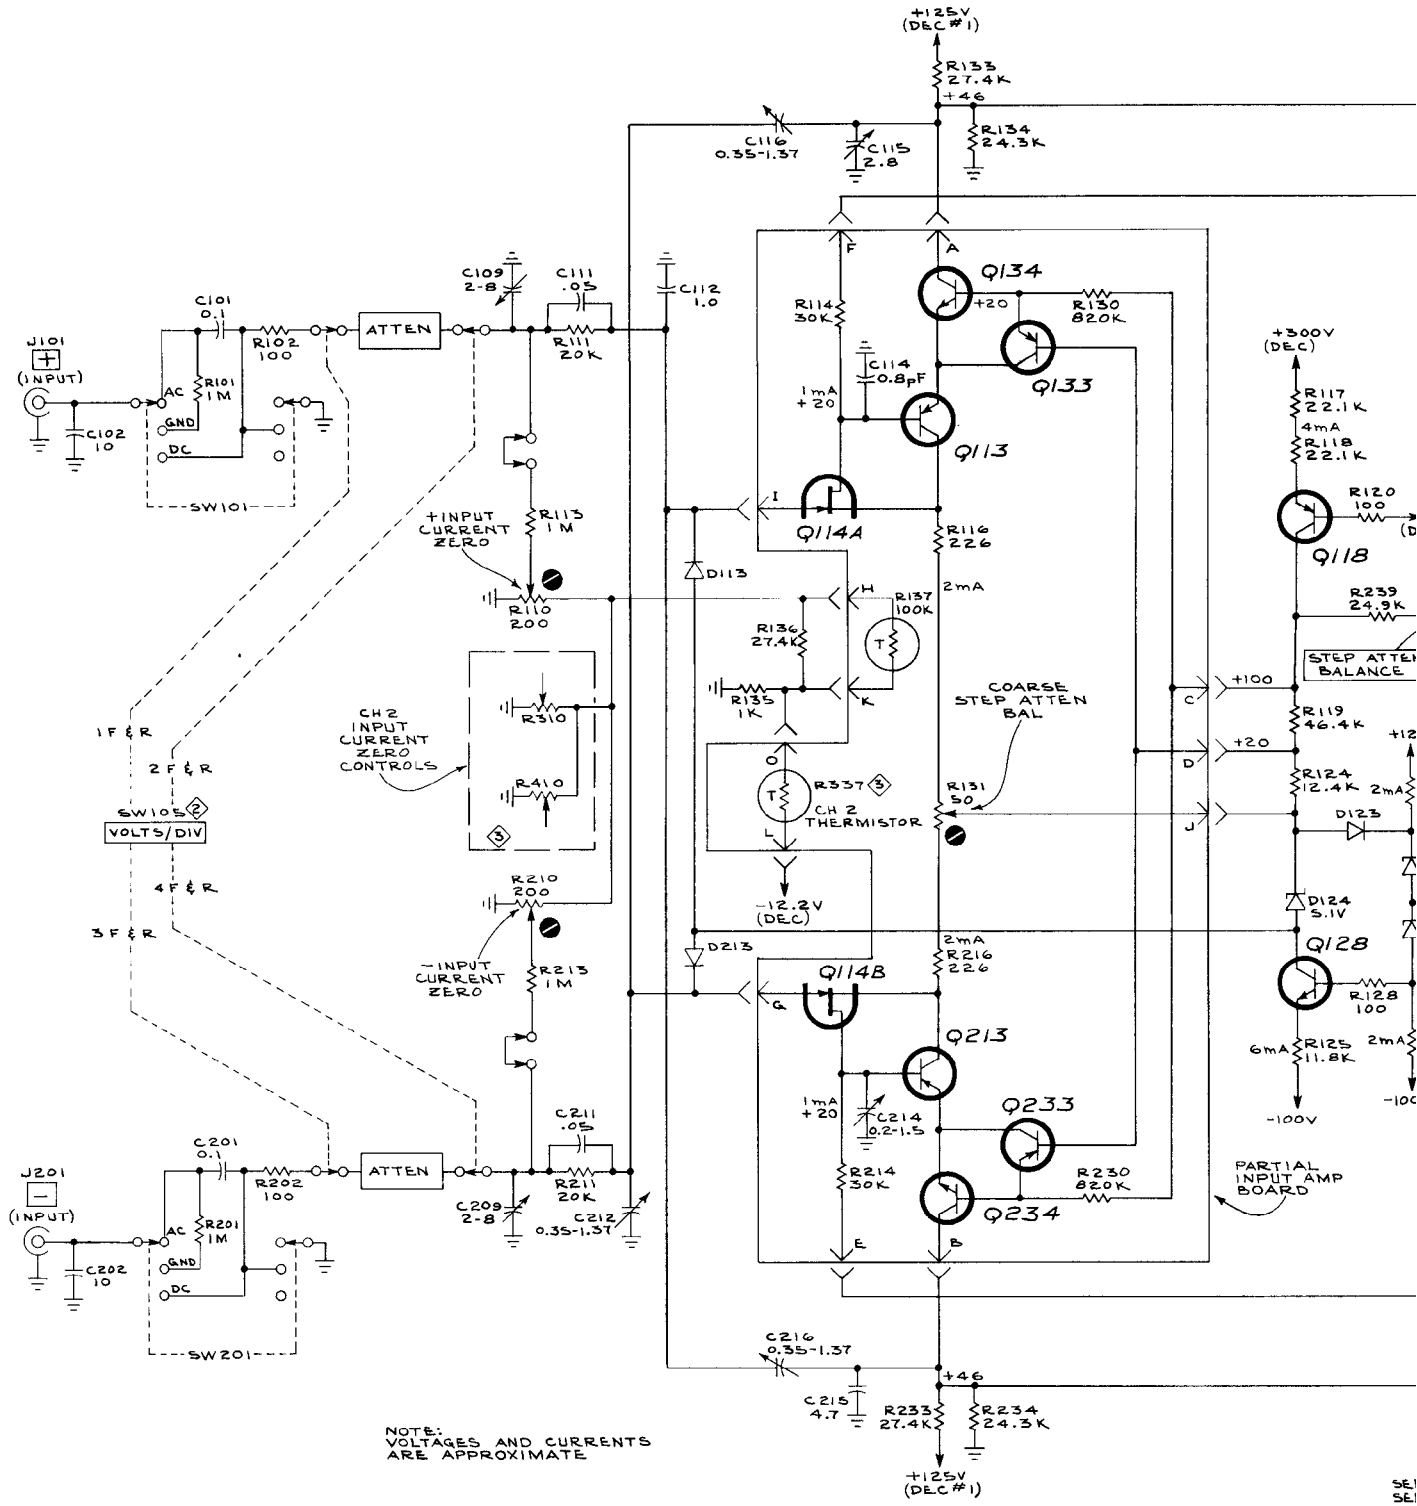 +125V
(DEC #1)
R133
27.4K
+46
C116
0.35-1.37
C115
2.8
R134
24.3K
F
A
C109
2-8
C111
.05
C112
1.0
R114
30K
Q134
+20
R130
820K
C101
0.1
J101
+
(INPUT)
R102
100
ATTEN
R111
20K
C114
0.8pF
Q133
+300V
(DEC)
AC
R101
1M
GND
DC
C102
10
1mA
+20
Q113
R117
22.1K
4mA
R118
22.1K
SW101
+INPUT
CURRENT
ZERO
R113
1M
I
Q114A
R116
226
R120
100
(D
Q118
D113
2mA
R110
200
H
R137
100K
T
R136
27.4K
R239
24.9K
STEP ATTEN
BALANCE
R135
1K
K
COARSE
STEP ATTEN
BAL
C
+100
R310
CH 2
INPUT
CURRENT
ZERO
CONTROLS
R119
46.4K
1F & R
2F & R
O
D
+20
+12
R410
3
T
R337 3
CH 2
THERMISTOR
R131
50
R124
12.4K
2mA
SW105 2
VOLTS/DIV
L
J
D123
4F & R
R210
200
-12.2V
(DEC)
D124
5.1V
3F & R
D213
2mA
R216
226
Q128
-INPUT
CURRENT
ZERO
R213
1M
Q114B
G
R128
100
Q213
6mA
R125
11.8K
2mA
1mA
+20
C214
0.2-1.5
Q233
-100V
-100
C211
.05
C201
0.1
J201
-
(INPUT)
R202
100
ATTEN
R211
20K
R214
30K
R230
820K
PARTIAL
INPUT AMP
BOARD
C209
2-8
C212
0.35-1.37
Q234
AC
R201
1M
GND
DC
C202
10
E
B
SW201
C216
0.35-1.37
+46
C215
4.7
R233
27.4K
R234
24.3K
NOTE:
VOLTAGES AND CURRENTS
ARE APPROXIMATE
+125V
(DEC #1)